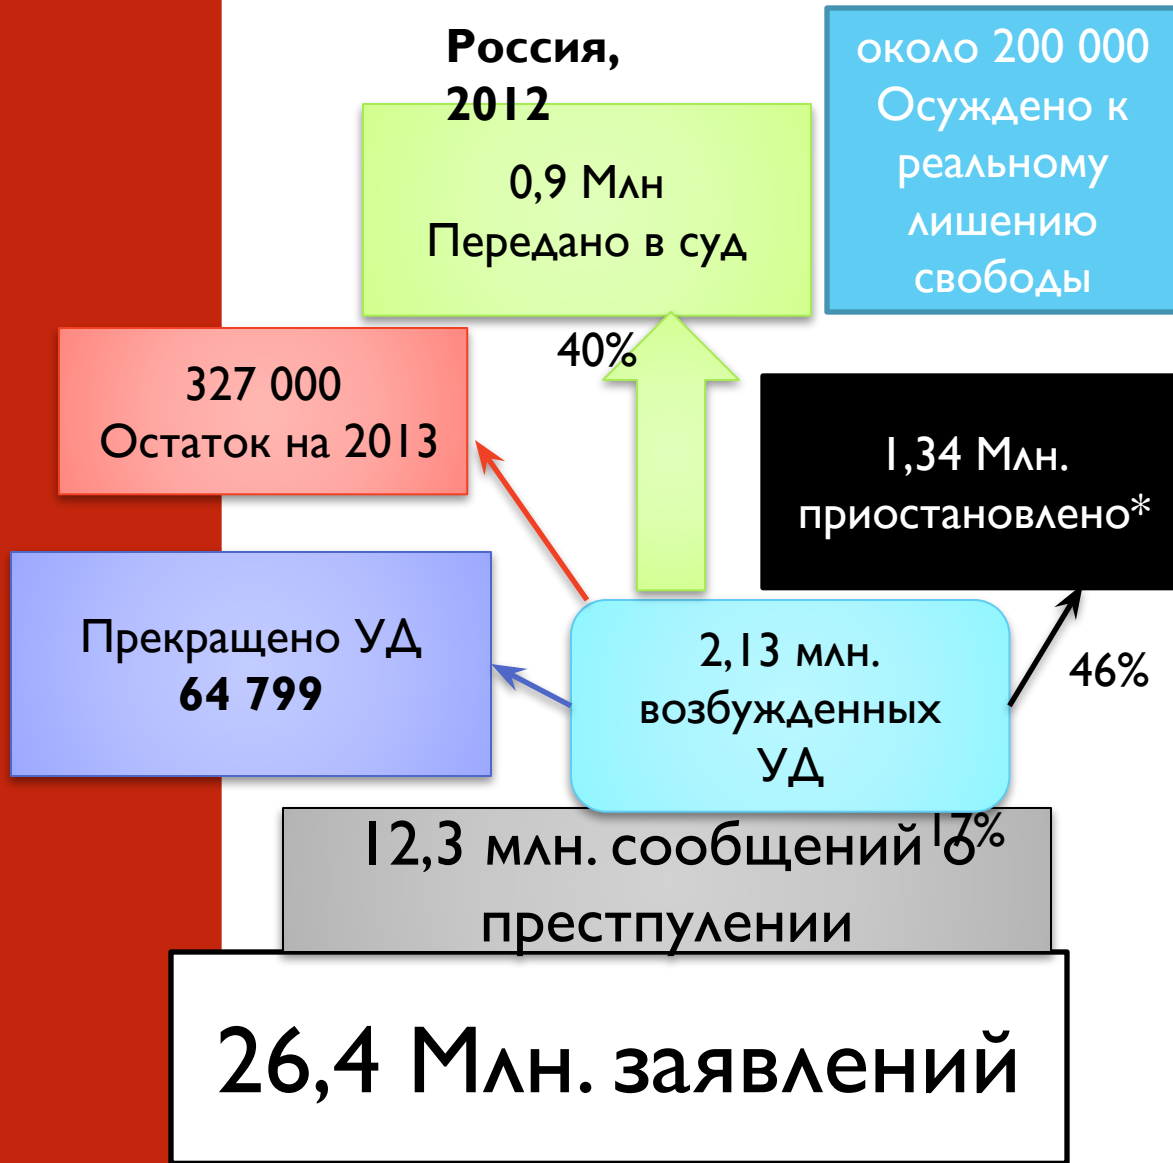 Россия,
2012
около 200 000
Осуждено к
реальному
лишению
свободы
0,9 Млн
Передано в суд
40%
327 000
Остаток на 2013
1,34 Млн.
приостановлено*
Прекращено УД
64 799
2,13 млн.
возбужденных
УД
46%
17%
12,3 млн. сообщений о
престпулении
26,4 Млн. заявлений